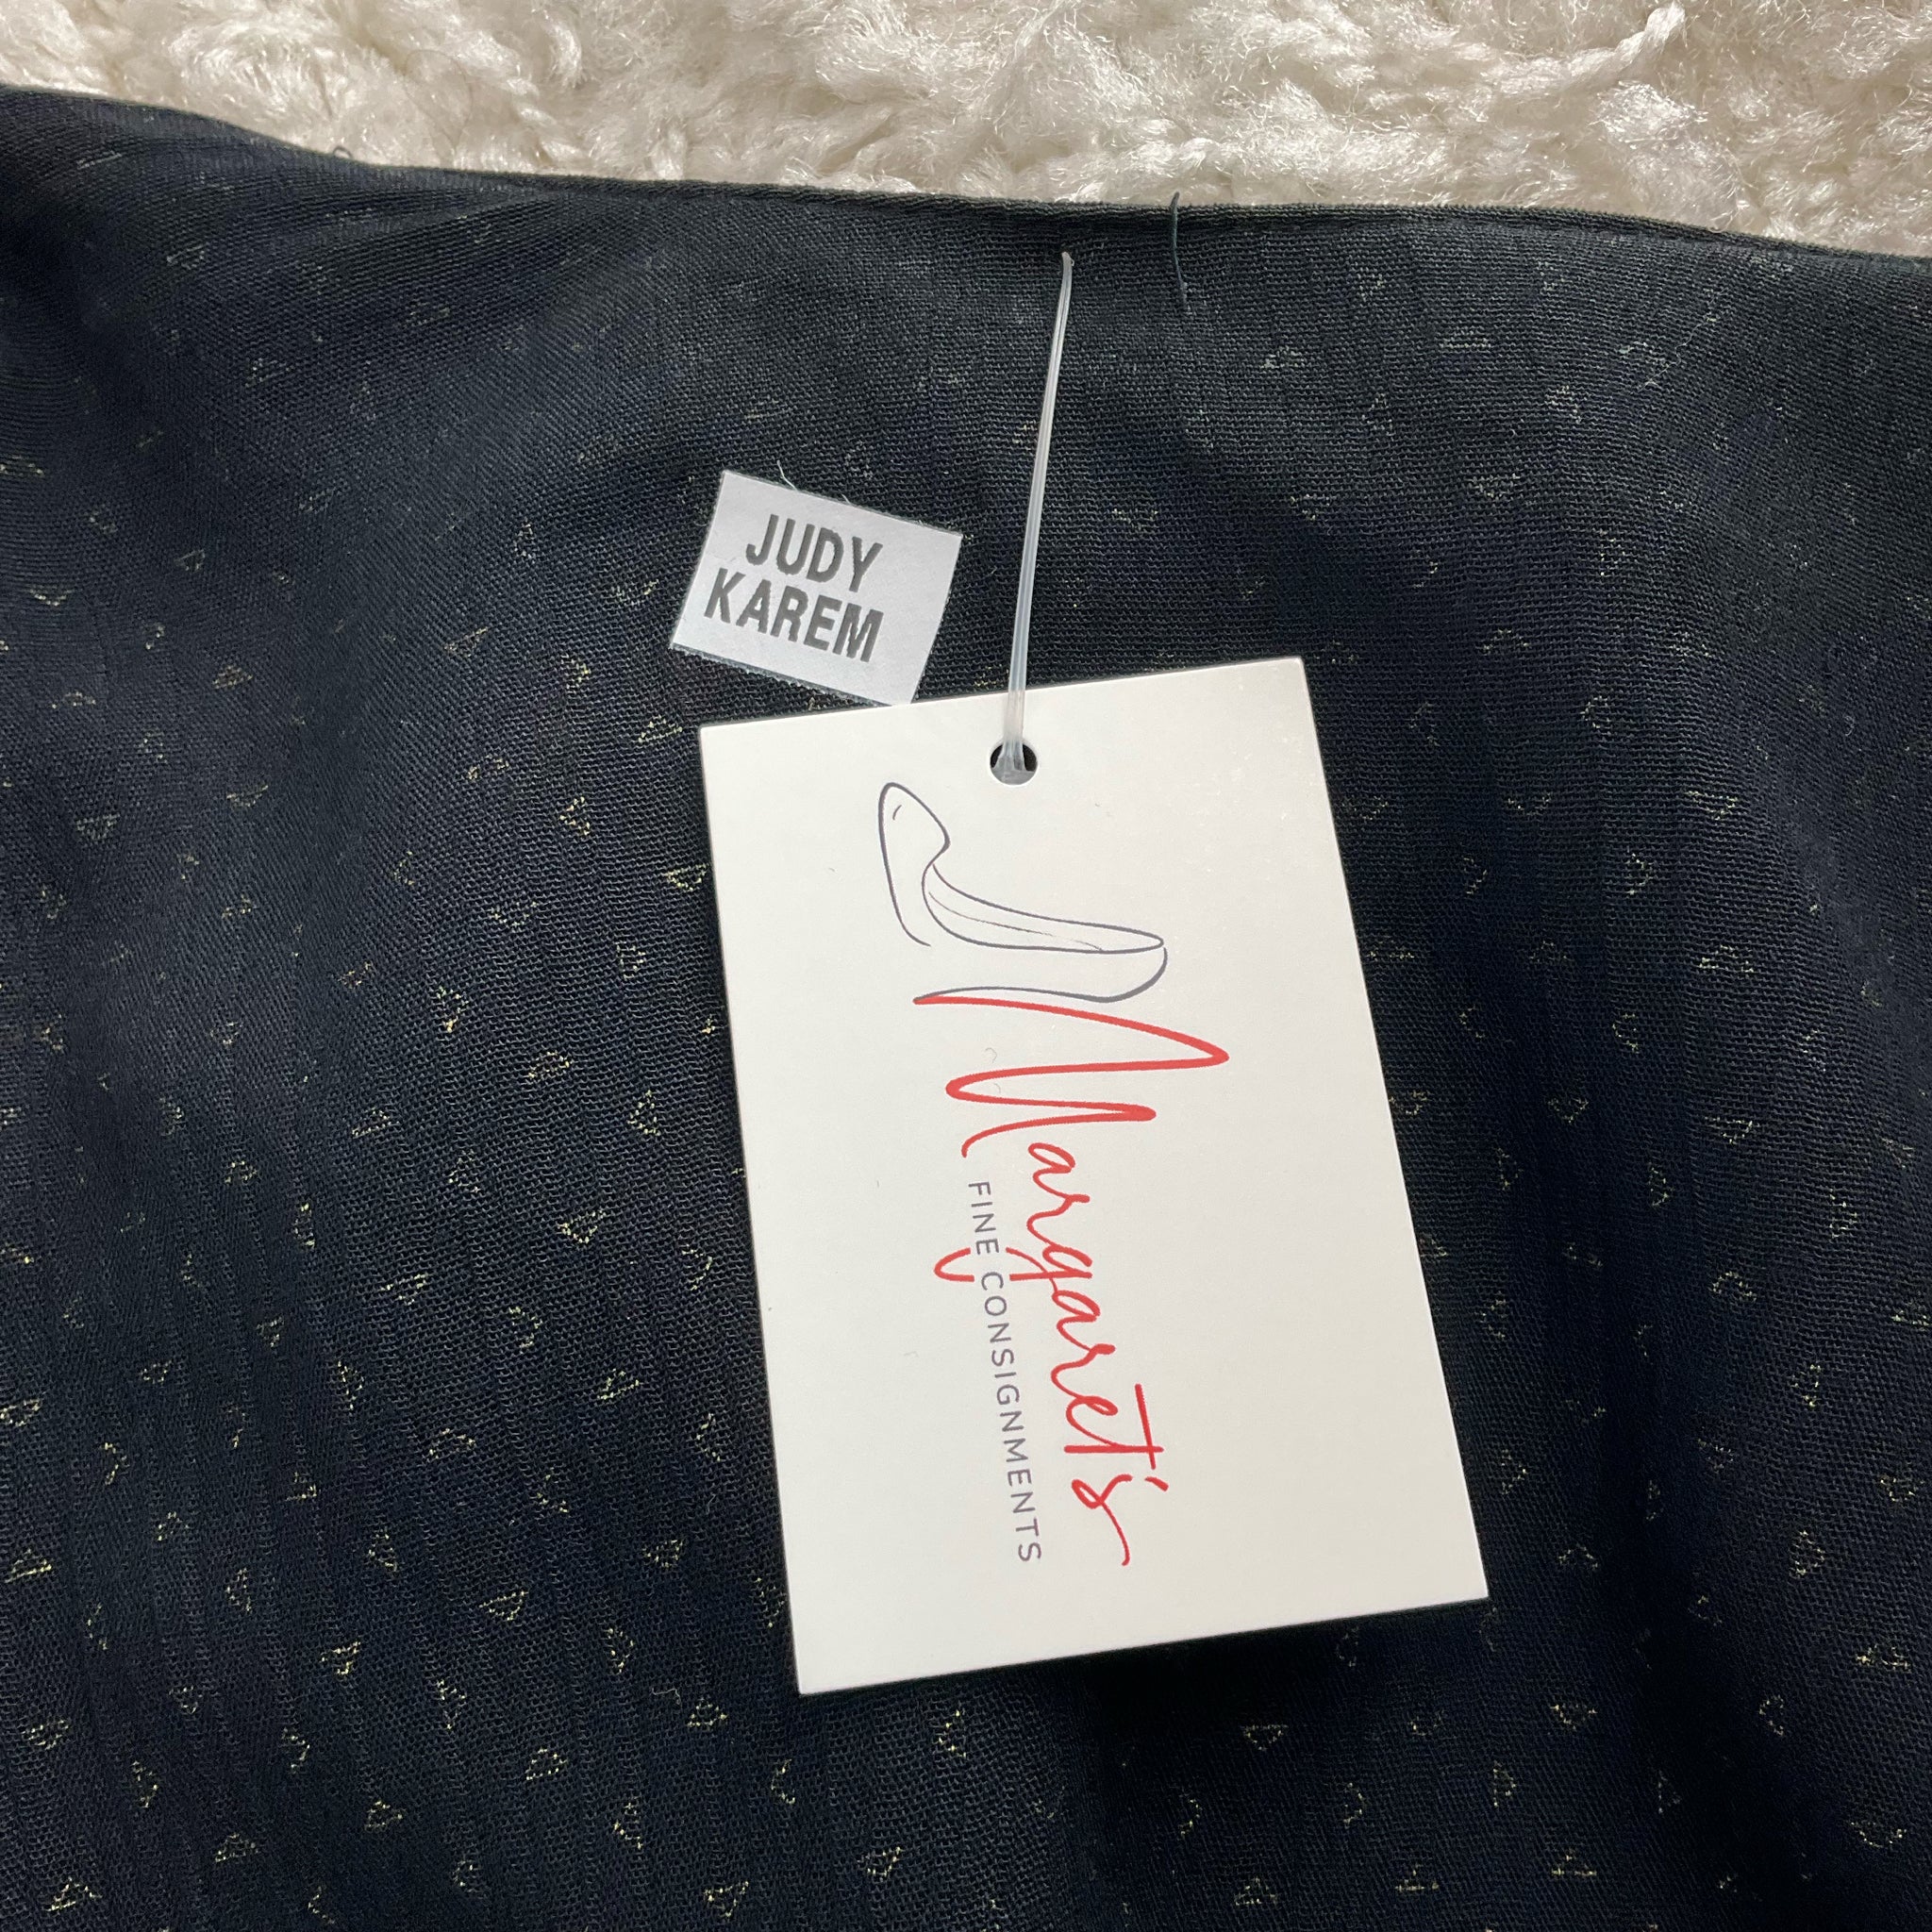 JUDY
KAREM
Margaret's
FINE CONSIGNMENTS